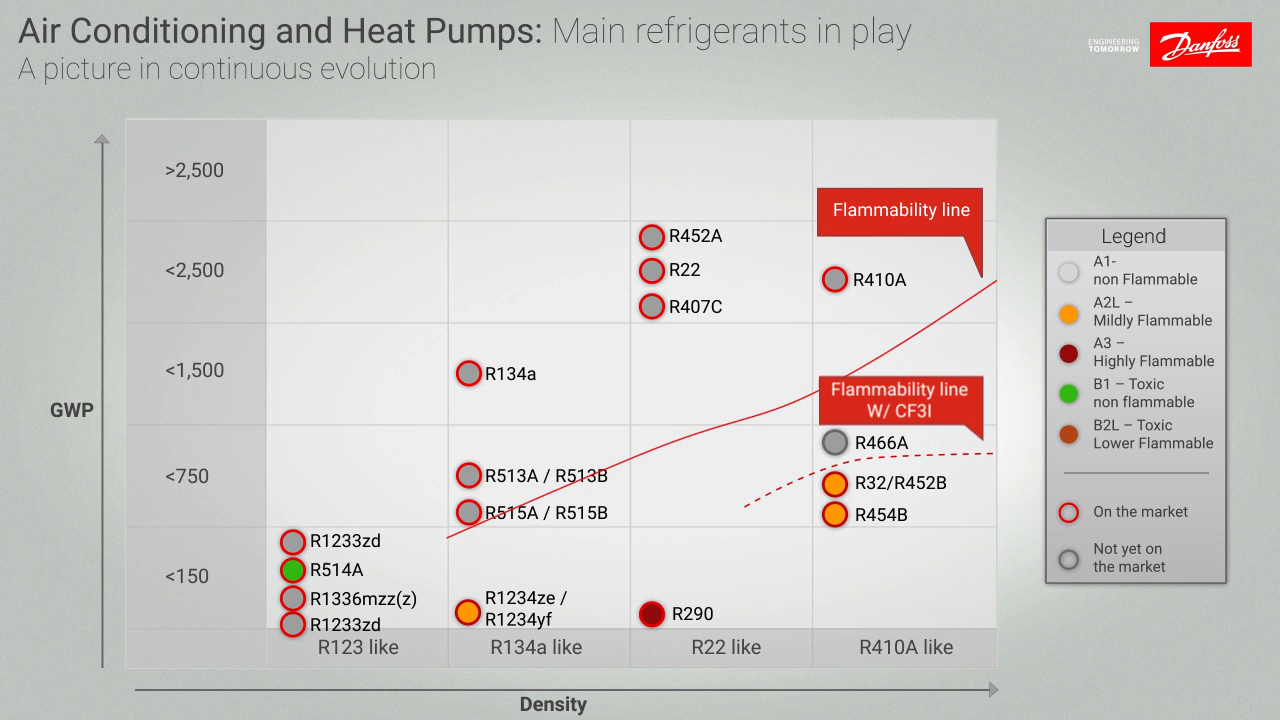 Air Conditioning and Heat Pumps: Main refrigerants in play
A picture in continuous evolution
ENGINEERING
TOMORROW
Danfoss
GWP
>2,500
<2,500
<1,500
<750
<150
R452A
R22
R407C
Flammability line
R410A
R134a
Flammability line
W/ CF3I
R466A
R513A / R513B
R515A / R515B
R32/R452B
R454B
R1233zd
R514A
R1336mzz(z)
R1233zd
R1234ze /
R1234yf
R290
R123 like
R134a like
R22 like
R410A like
Density
Legend
A1-
non Flammable
A2L –
Mildly Flammable
A3 –
Highly Flammable
B1 – Toxic
non flammable
B2L – Toxic
Lower Flammable
On the market
Not yet on
the market